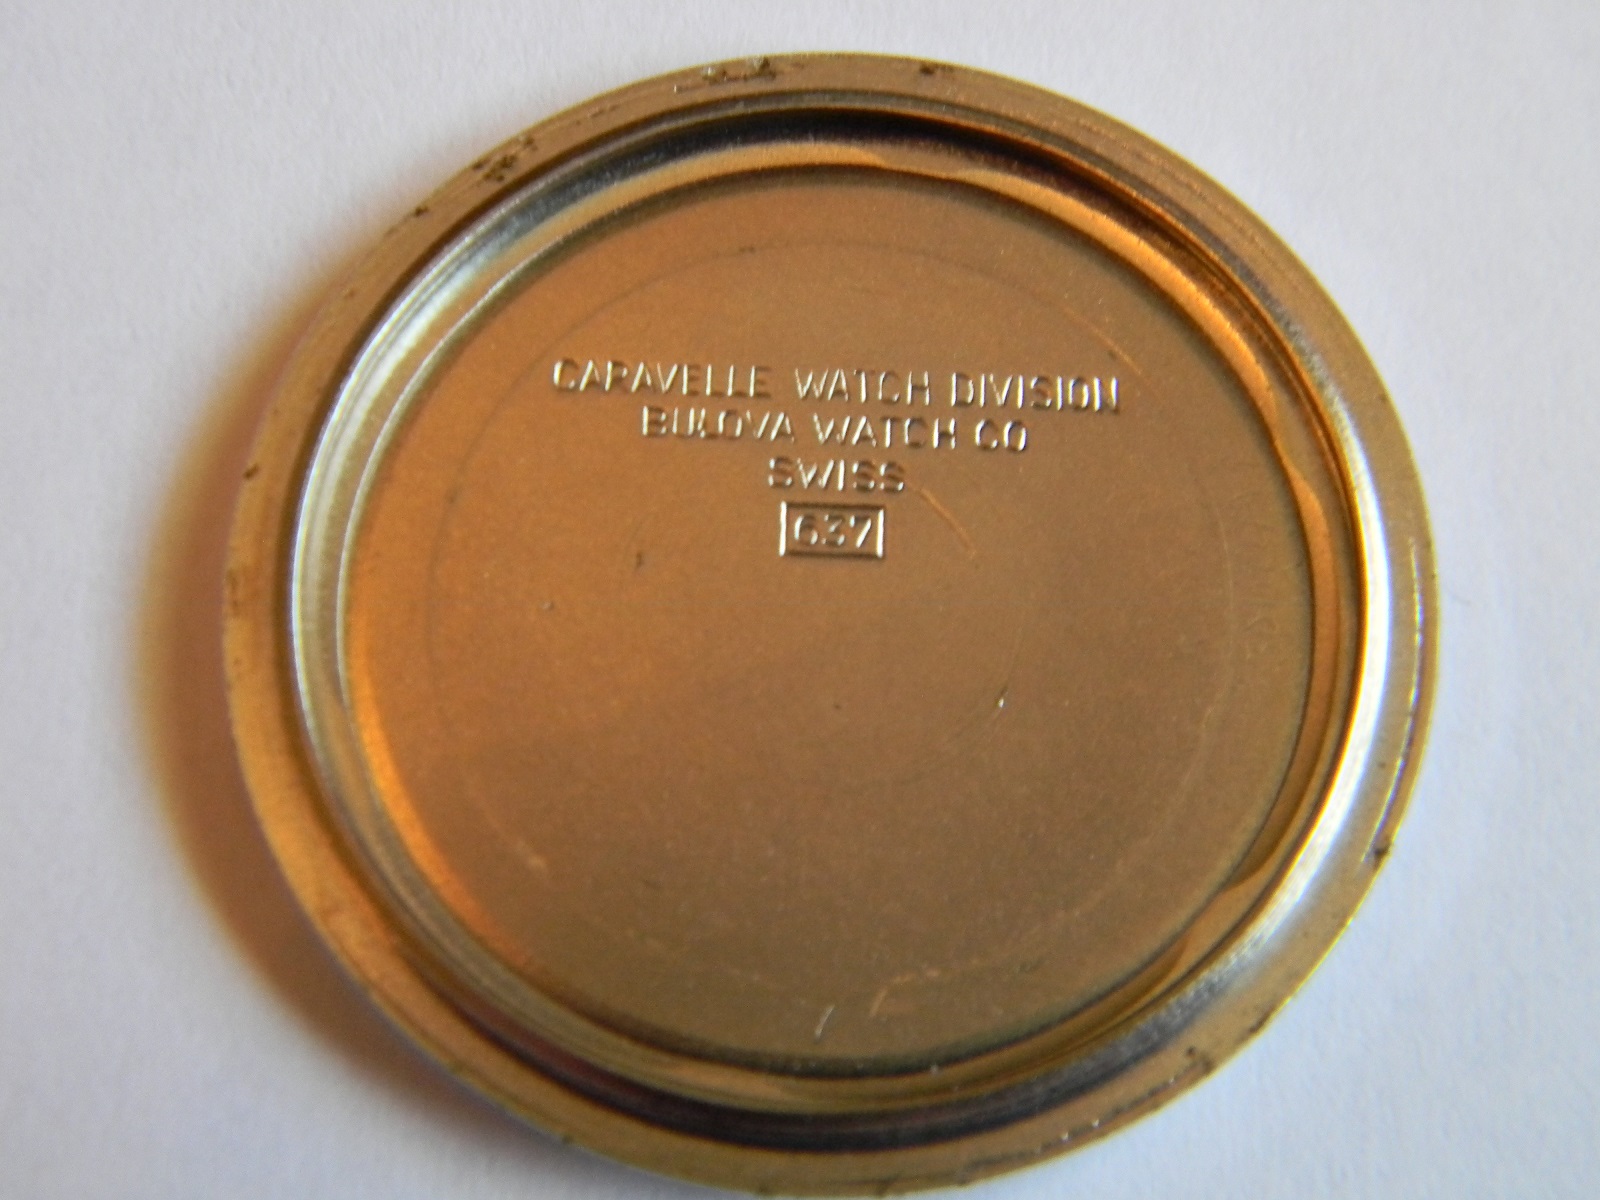 CARAVELLE WATCH DIVISION
BULOVA WATCH CO
SWISS
637